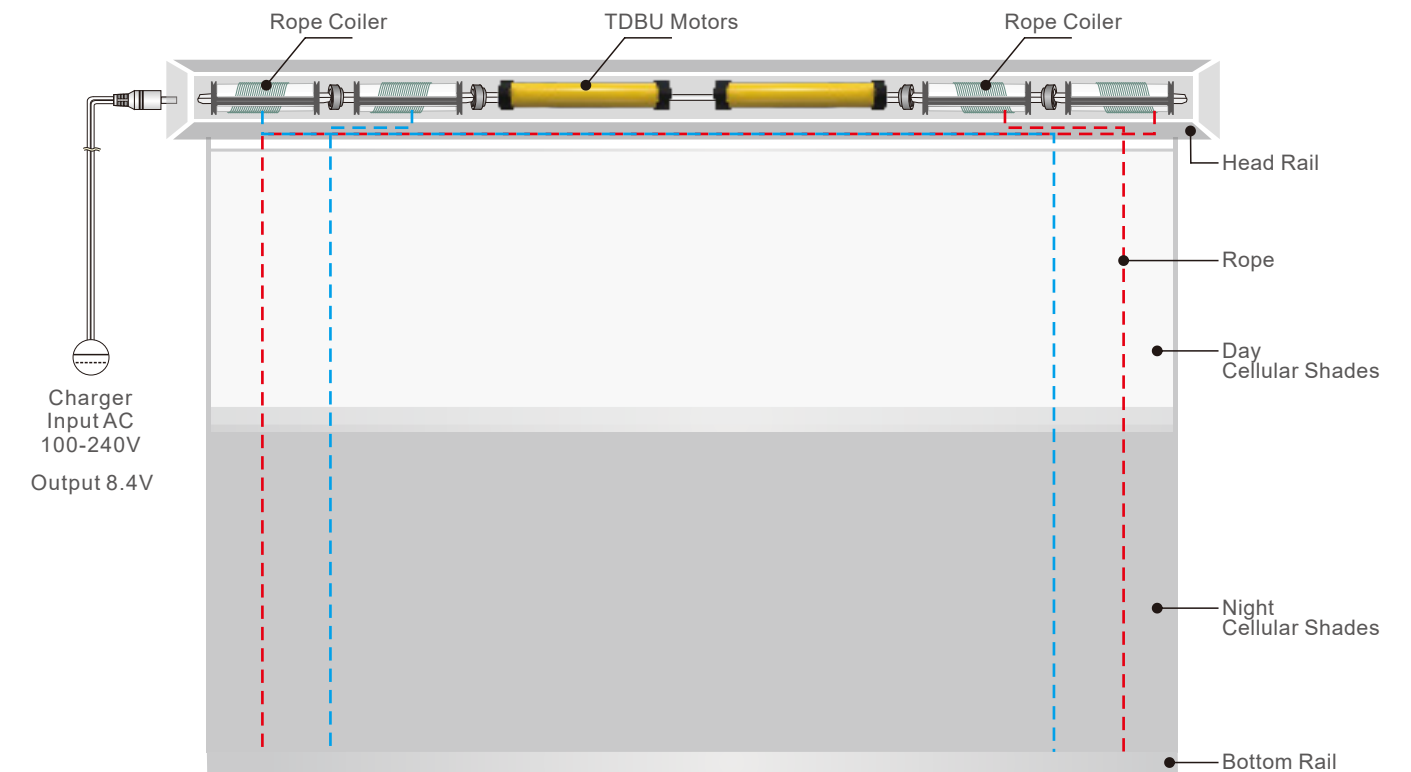 Rope Coiler
TDBU Motors
Rope Coiler
Head Rail
Rope
Day
Cellular Shades
Charger
Input AC
100-240V
Output 8.4V
Night
Cellular Shades
Bottom Rail